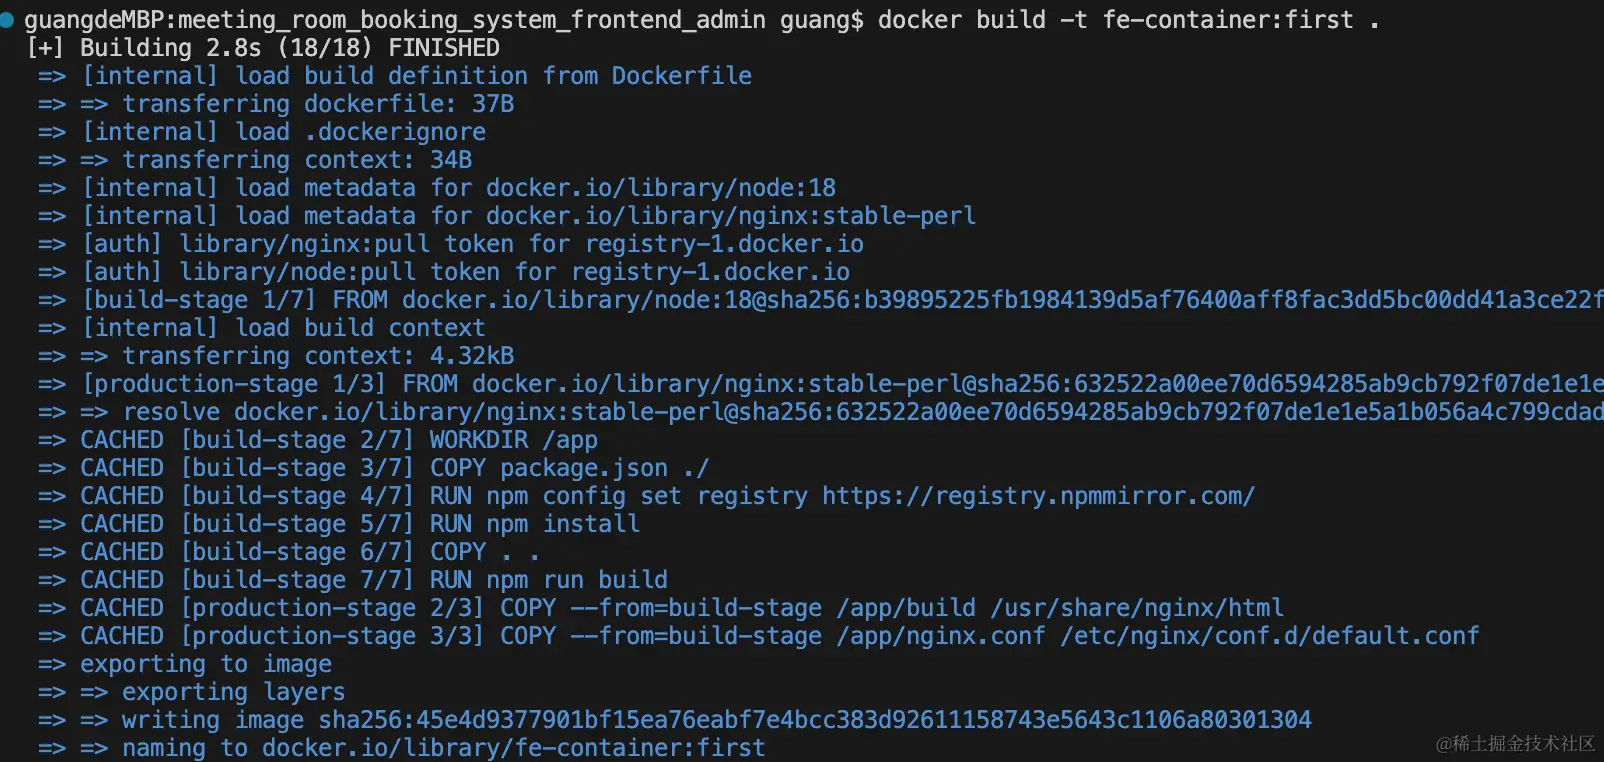 guangdeMBP:meeting_room_booking_system_frontend_admin guang$ docker build -t fe-container:first .
[+] Building 2.8s (18/18) FINISHED
=> [internal] load build definition from Dockerfile
=> => transferring dockerfile: 37B
=> [internal] load .dockerignore
=> => transferring context: 34B
=> [internal] load metadata for docker.io/library/node:18
=> [internal] load metadata for docker.io/library/nginx:stable-perl
=> [auth] library/nginx:pull token for registry-1.docker.io
=> [auth] library/node:pull token for registry-1.docker.io
=> [build-stage 1/7] FROM docker.io/library/node:18@sha256:b39895225fb1984139d5af76400aff8fac3dd5bc00dd41a3ce22f
=> [internal] load build context
=> => transferring context: 4.32kB
=> [production-stage 1/3] FROM docker.io/library/nginx:stable-perl@sha256:632522a00ee70d6594285ab9cb792f07de1e1e
=> => resolve docker.io/library/nginx:stable-perl@sha256:632522a00ee70d6594285ab9cb792f07de1e1e5a1b056a4c799cdad
=> CACHED [build-stage 2/7] WORKDIR /app
=> CACHED [build-stage 3/7] COPY package.json ./
=> CACHED [build-stage 4/7] RUN npm config set registry https://registry.npmmirror.com/
=> CACHED [build-stage 5/7] RUN npm install
=> CACHED [build-stage 6/7] COPY . .
=> CACHED [build-stage 7/7] RUN npm run build
=> CACHED [production-stage 2/3] COPY --from=build-stage /app/build /usr/share/nginx/html
=> CACHED [production-stage 3/3] COPY --from=build-stage /app/nginx.conf /etc/nginx/conf.d/default.conf
=> exporting to image
=> => exporting layers
=> => writing image sha256:45e4d9377901bf15ea76eabf7e4bcc383d92611158743e5643c1106a80301304
=> => naming to docker.io/library/fe-container:first
@稀土掘金技术社区